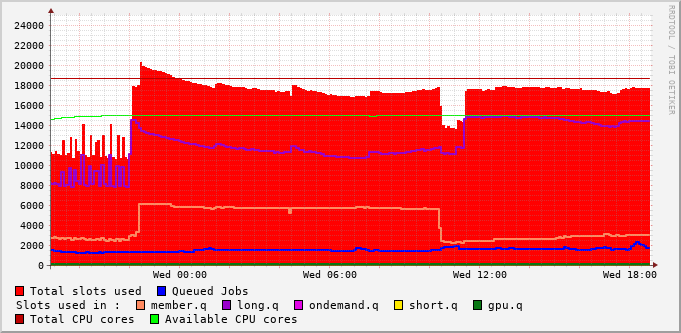 24000
22000
20000
18000
16000
14000
12000
10000
8000
6000
4000
2000
0
Wed 00:00 Wed 06:00 Wed 12:00 Wed 18:00
Total slots used Queued Jobs
Slots used in : member.q long.q ondemand.q short.q gpu.q
Total CPU cores Available CPU cores
RRDTOOL / TOBI OETIKER